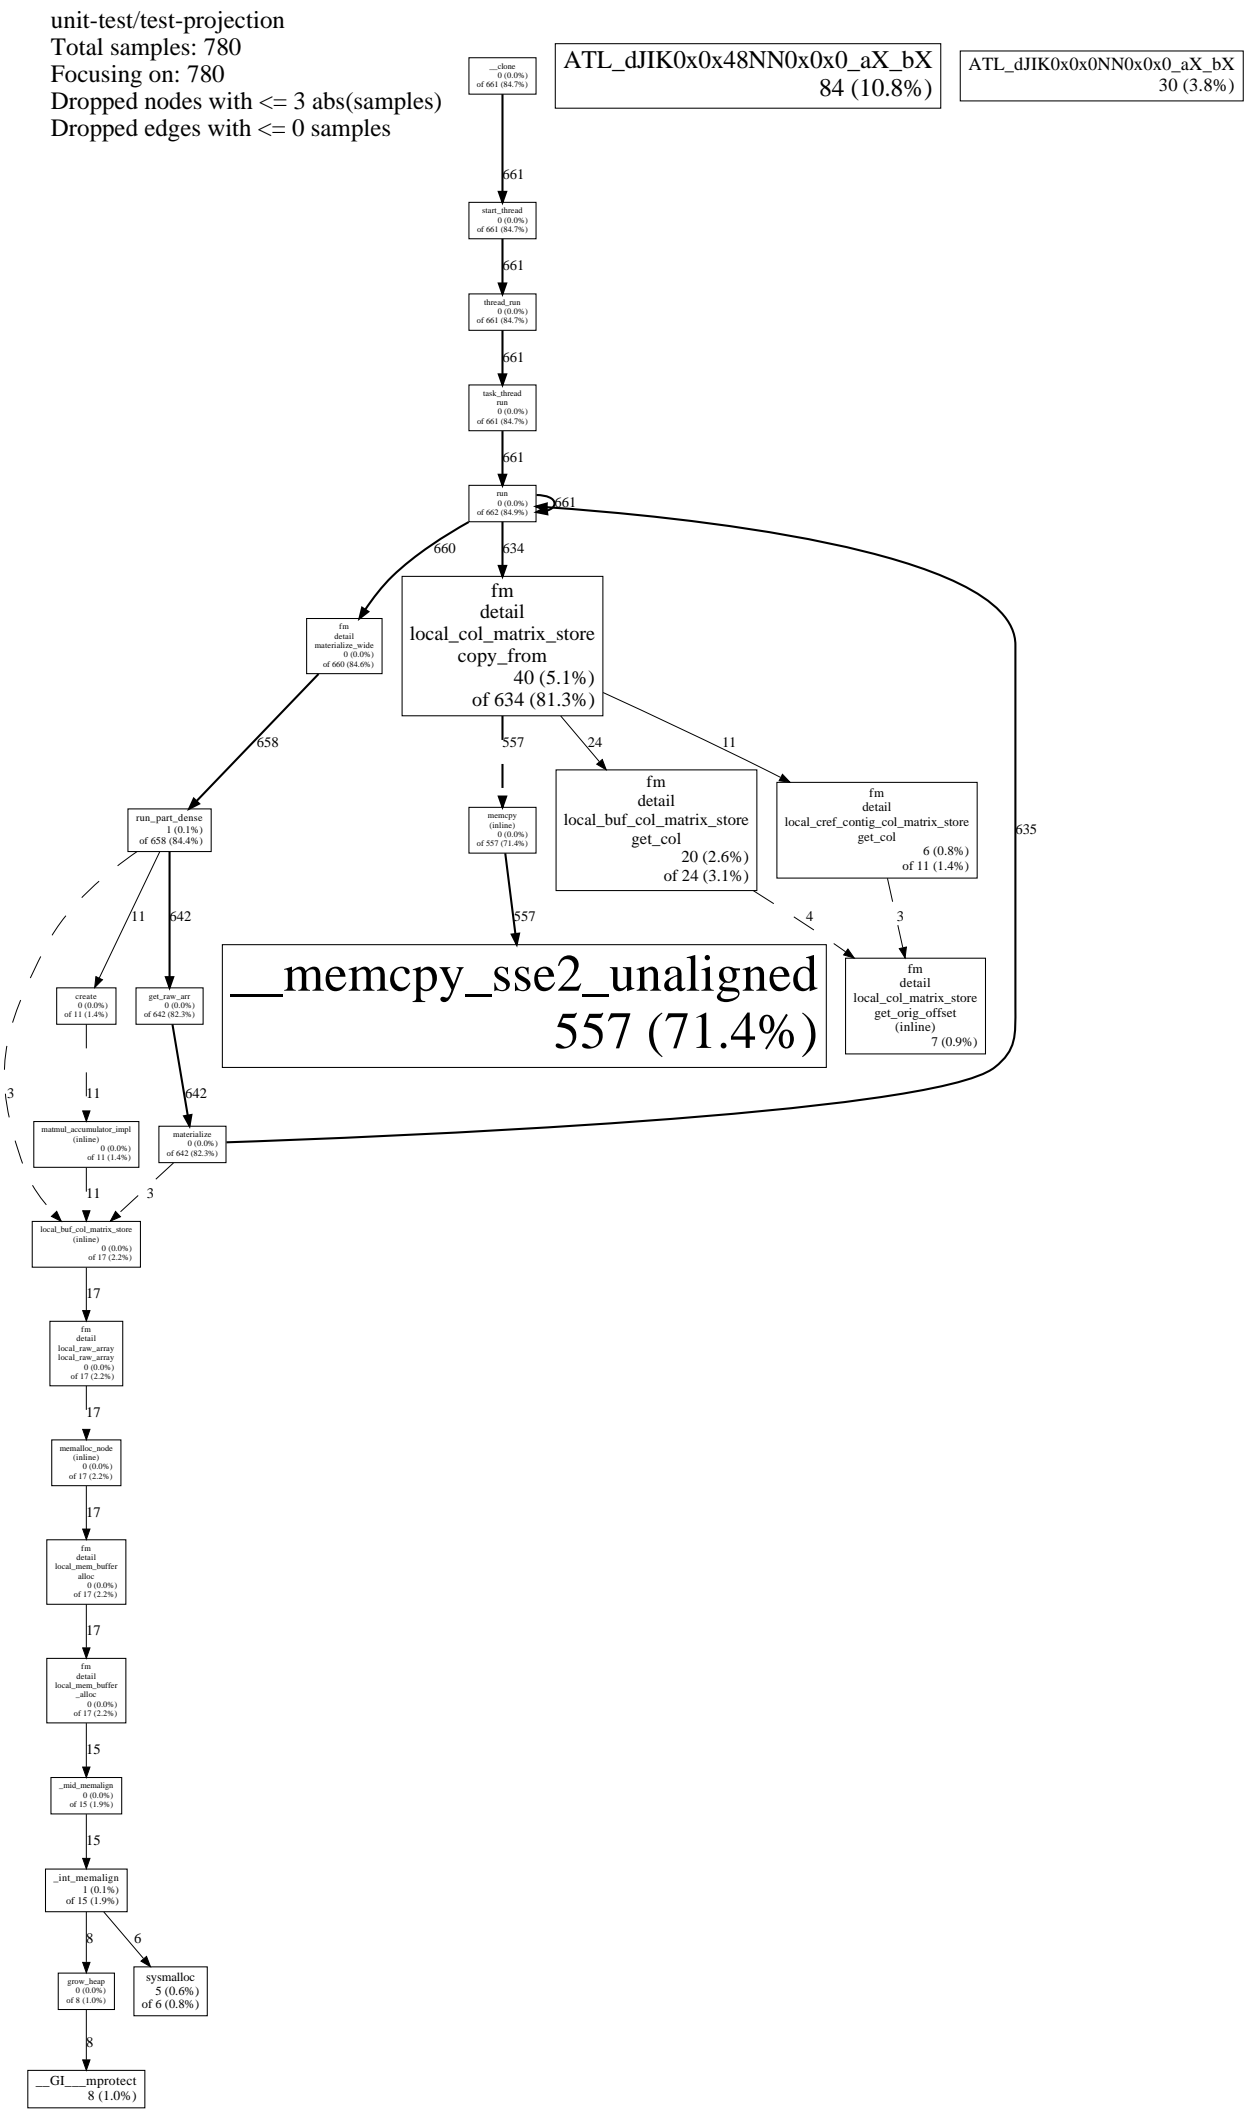 unit-test/test-projection
Total samples: 780
Focusing on: 780
Dropped nodes with <= 3 abs(samples)
Dropped edges with <= 0 samples
__clone
0 (0.0%)
of 661 (84.7%)
ATL_dJIK0x0x48NN0x0x0_aX_bX
84 (10.8%)
ATL_dJIK0x0x0NN0x0x0_aX_bX
30 (3.8%)
661
start_thread
0 (0.0%)
of 661 (84.7%)
661
thread_run
0 (0.0%)
of 661 (84.7%)
661
task_thread
run
0 (0.0%)
of 661 (84.7%)
661
run
0 (0.0%)
of 662 (84.9%)
661
660
634
fm
detail
materialize_wide
0 (0.0%)
of 660 (84.6%)
fm
detail
local_col_matrix_store
copy_from
40 (5.1%)
of 634 (81.3%)
658
557
24
11
run_part_dense
1 (0.1%)
of 658 (84.4%)
memcpy
(inline)
0 (0.0%)
of 557 (71.4%)
fm
detail
local_buf_col_matrix_store
get_col
20 (2.6%)
of 24 (3.1%)
fm
detail
local_cref_contig_col_matrix_store
get_col
6 (0.8%)
of 11 (1.4%)
635
11
642
557
4
3
create
0 (0.0%)
of 11 (1.4%)
get_raw_arr
0 (0.0%)
of 642 (82.3%)
__memcpy_sse2_unaligned
557 (71.4%)
fm
detail
local_col_matrix_store
get_orig_offset
(inline)
7 (0.9%)
3
11
642
matmul_accumulator_impl
(inline)
0 (0.0%)
of 11 (1.4%)
materialize
0 (0.0%)
of 642 (82.3%)
11
3
local_buf_col_matrix_store
(inline)
0 (0.0%)
of 17 (2.2%)
17
fm
detail
local_raw_array
local_raw_array
0 (0.0%)
of 17 (2.2%)
17
memalloc_node
(inline)
0 (0.0%)
of 17 (2.2%)
17
fm
detail
local_mem_buffer
alloc
0 (0.0%)
of 17 (2.2%)
17
fm
detail
local_mem_buffer
_alloc
0 (0.0%)
of 17 (2.2%)
15
_mid_memalign
0 (0.0%)
of 15 (1.9%)
15
_int_memalign
1 (0.1%)
of 15 (1.9%)
8
6
grow_heap
0 (0.0%)
of 8 (1.0%)
sysmalloc
5 (0.6%)
of 6 (0.8%)
8
__GI___mprotect
8 (1.0%)